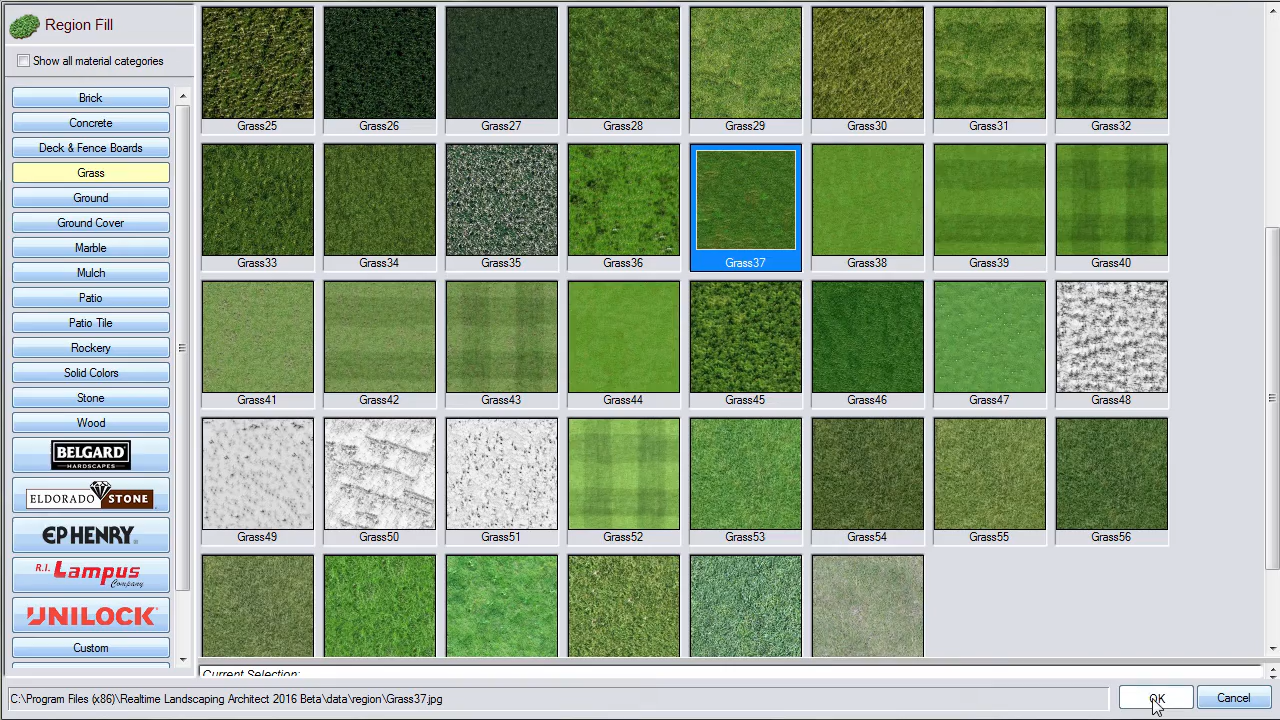 Region Fill
Show all material categories
Brick
Concrete
Deck & Fence Boards
Grass
Ground
Ground Cover
Marble
Mulch
Patio
Patio Tile
Rockery
Solid Colors
Stone
Wood
BELGARD
HARDSCAPES
ELDORADO STONE
EP HENRY
R.I. Lampus
Company
UNILOCK
Custom
Grass25 Grass26 Grass27 Grass28 Grass29 Grass30 Grass31 Grass32
Grass33 Grass34 Grass35 Grass36 Grass37 Grass38 Grass39 Grass40
Grass41 Grass42 Grass43 Grass44 Grass45 Grass46 Grass47 Grass48
Grass49 Grass50 Grass51 Grass52 Grass53 Grass54 Grass55 Grass56
Current Selection:
C:\Program Files (x86)\Realtime Landscaping Architect 2016 Beta\data\region\Grass37.jpg
OK
Cancel